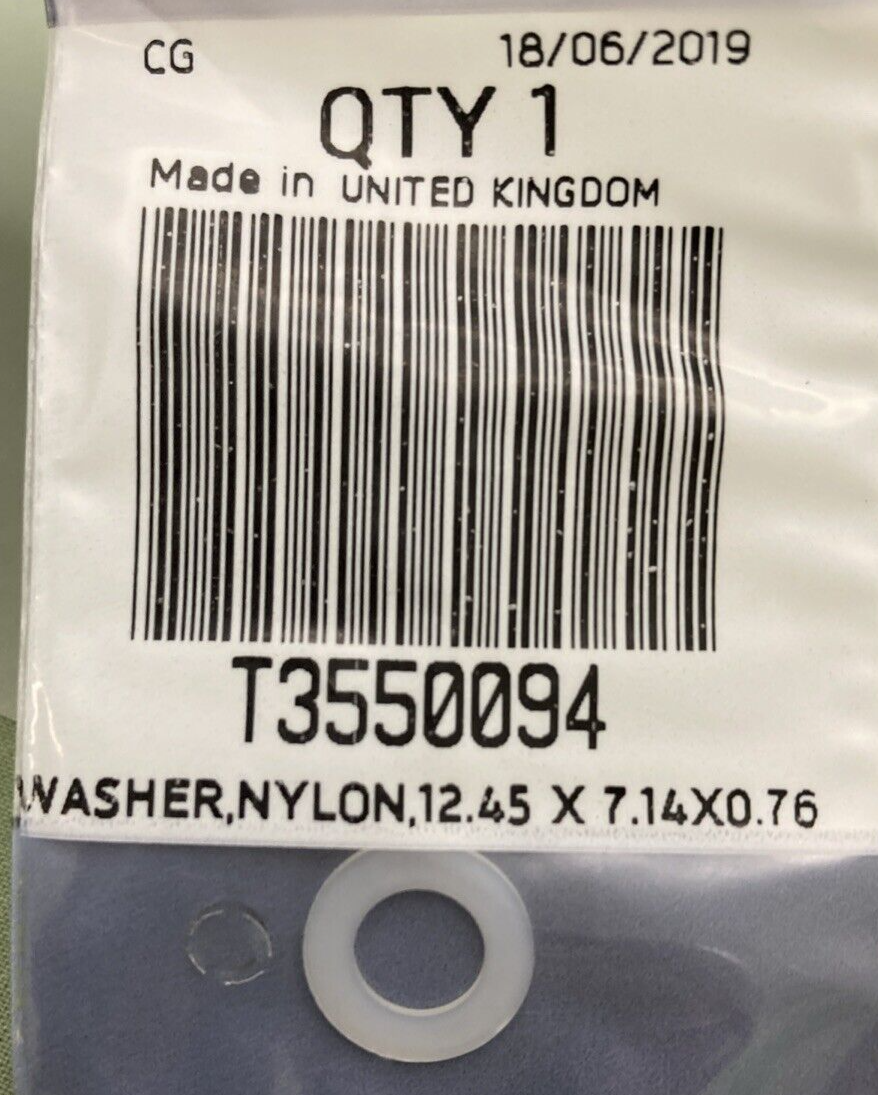 CG 18/06/2019
QTY 1
Made in UNITED KINGDOM
T3550094
WASHER,NYLON,12.45 X 7.14X0.76